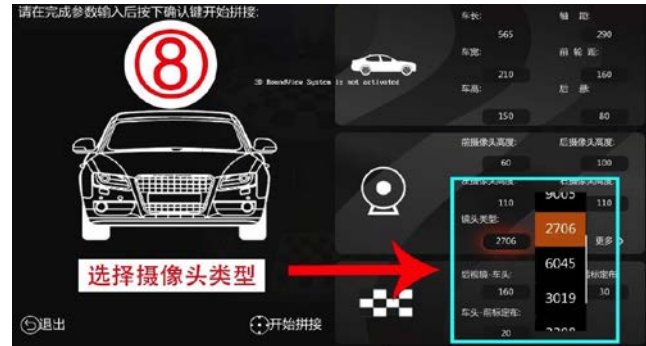 请在完成参数输入后按下确认键开始拼接:
⑧
3D RoundView System is not activated
选择摄像头类型
退出
开始拼接
车长:
轴 距:
565
290
车宽:
前 轮 距:
210
160
车高:
后 悬:
150
80
前摄像头高度:
后摄像头高度:
60
100
110
9005
110
镜头类型:
2706
2706
更多
6045
后视镜-车头:
160
3019
30
车头-前标定布:
20